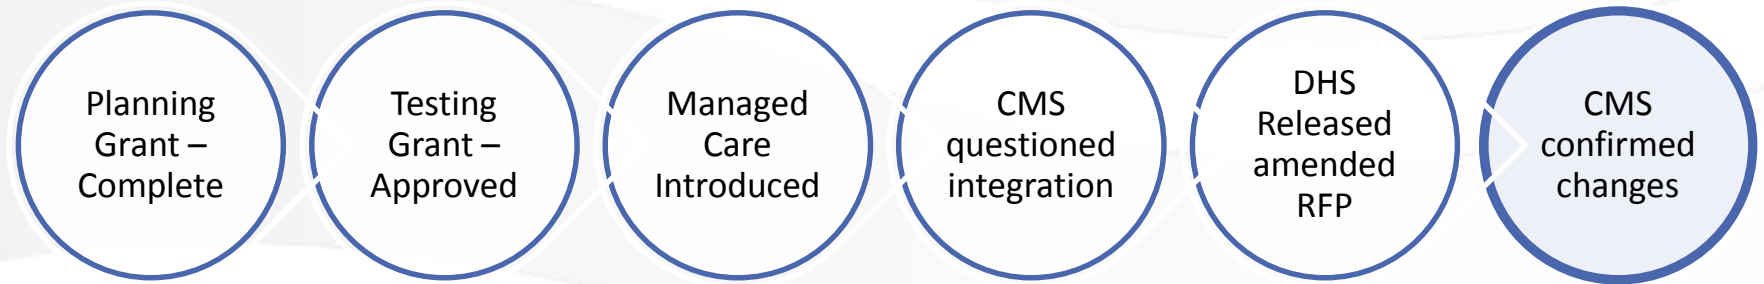 Planning
Grant –
Complete
Testing
Grant –
Approved
Managed
Care
Introduced
CMS
questioned
integration
DHS
Released
amended
RFP
CMS
confirmed
changes